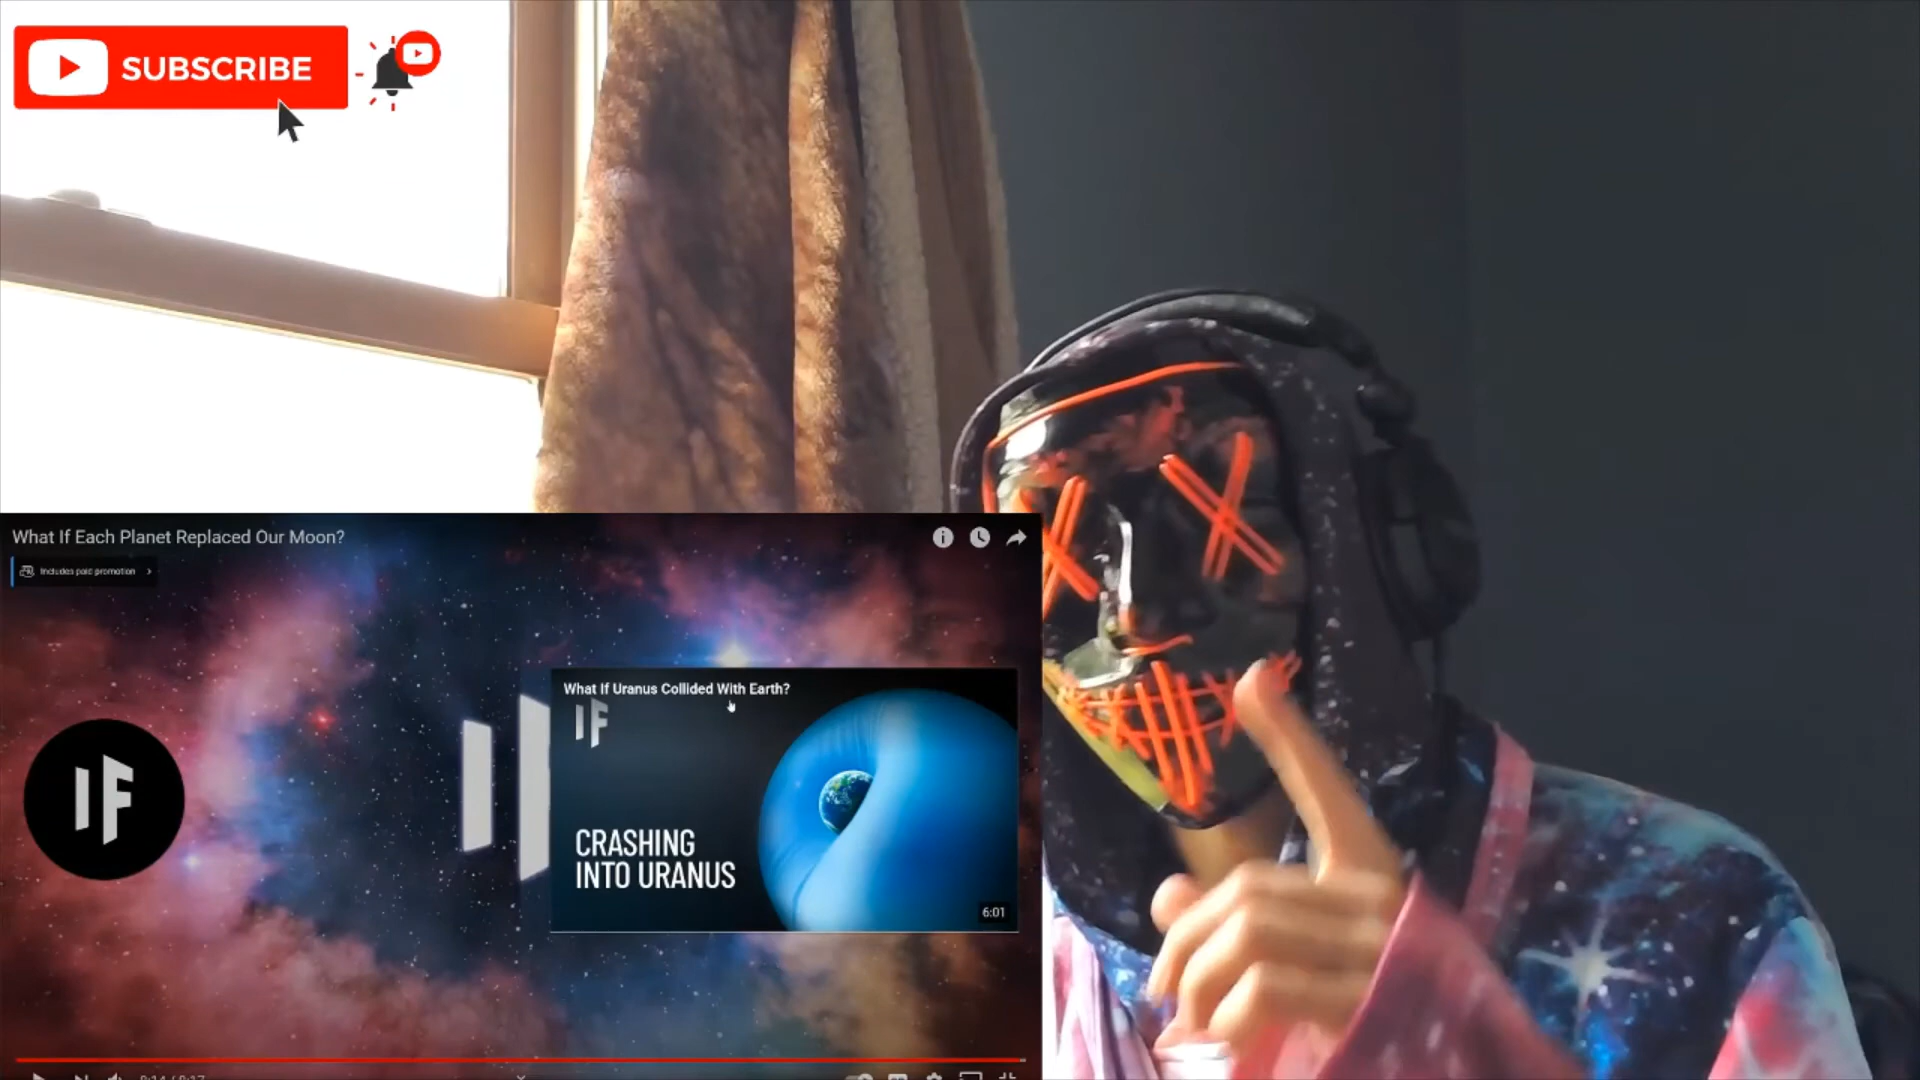 SUBSCRIBE
What If Each Planet Replaced Our Moon?
Includes paid promotion
What If Uranus Collided With Earth?
IF
IF
CRASHING
INTO URANUS
6:01